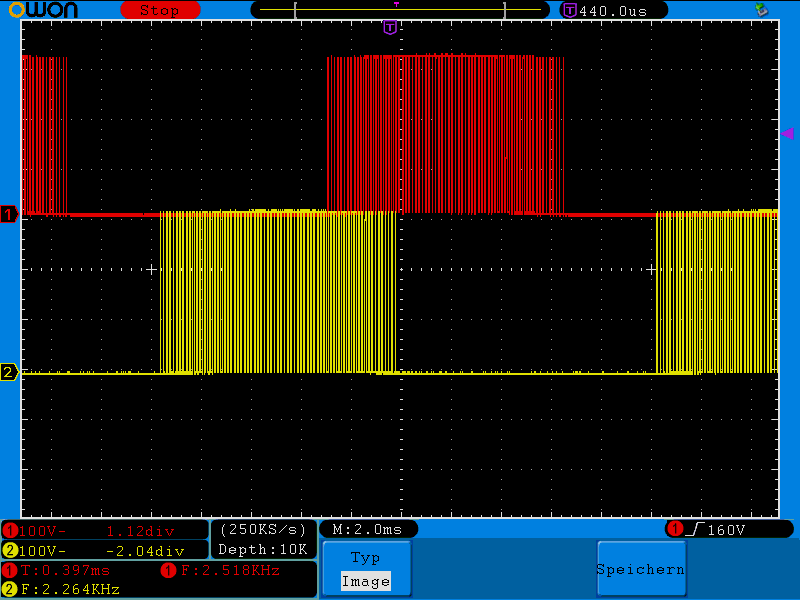 OWON Stop T 440.0us
T
1
2
1 100V- 1.12div (250KS/s) M:2.0ms 1 160V
2 100V- -2.04div Depth:10K
1 T:0.397ms 1 F:2.518KHz
2 F:2.264KHz
Typ
Image
Speichern